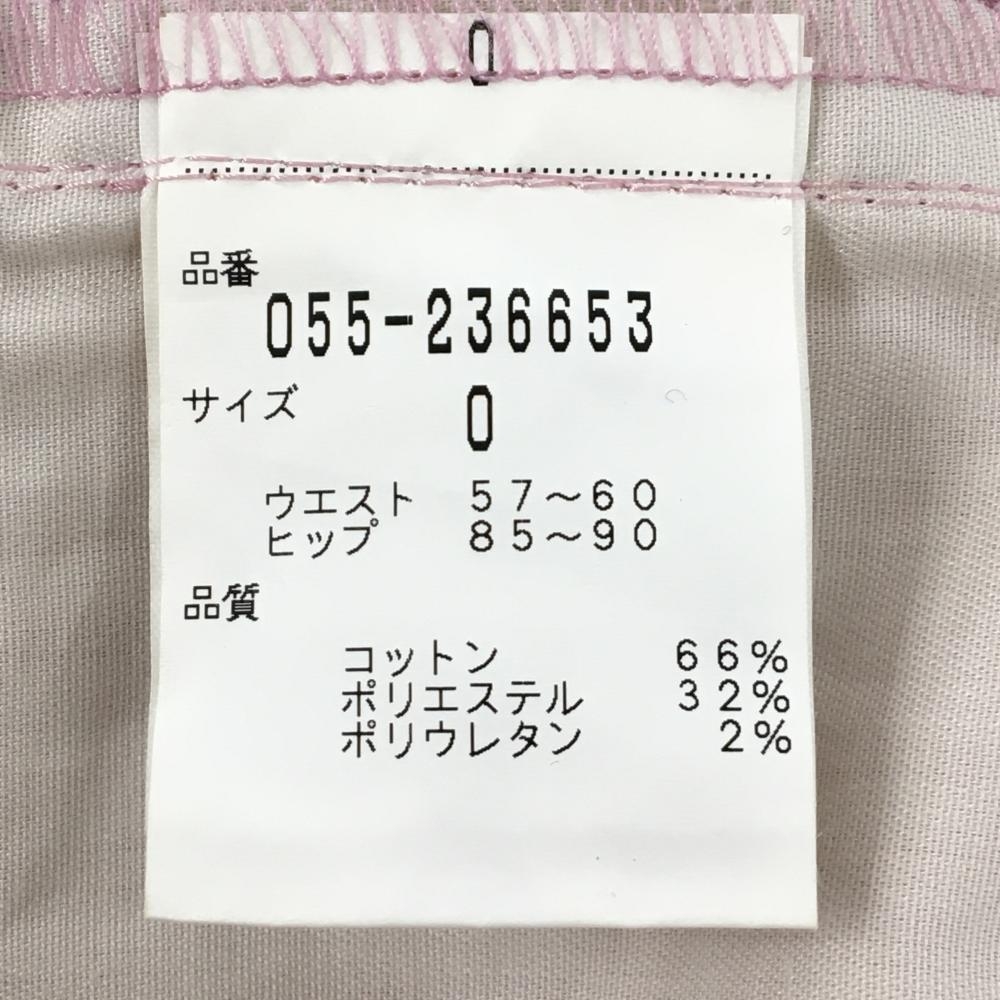 0
品番
055-236653
サイズ 0
ウエスト 57〜60
ヒップ 85〜90
品質
コットン 66%
ポリエステル 32%
ポリウレタン 2%